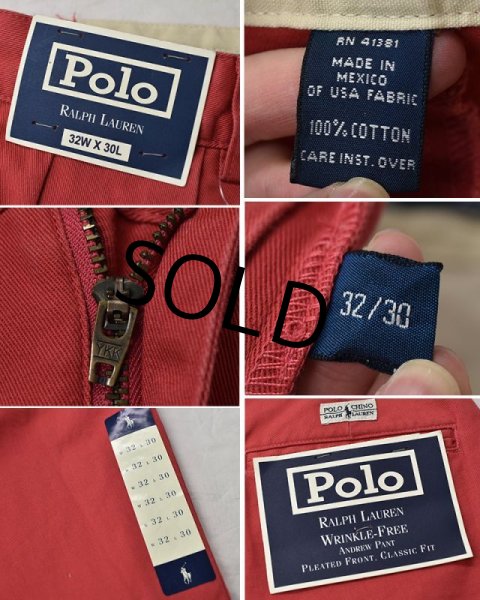 Polo
RALPH LAUREN
32W X 30L
RN 41381
MADE IN
MEXICO
OF USA FABRIC
100% COTTON
CARE INST. OVER
SOLD
YKK
32/30
W 32 L 30
W 32 L 30
W 32 L 30
W 32 L 30
W 32 L 30
W 32 L 30
POLO CHINO
RALPH LAUREN
Polo
RALPH LAUREN
WRINKLE-FREE
ANDREW PANT
PLEATED FRONT, CLASSIC FIT